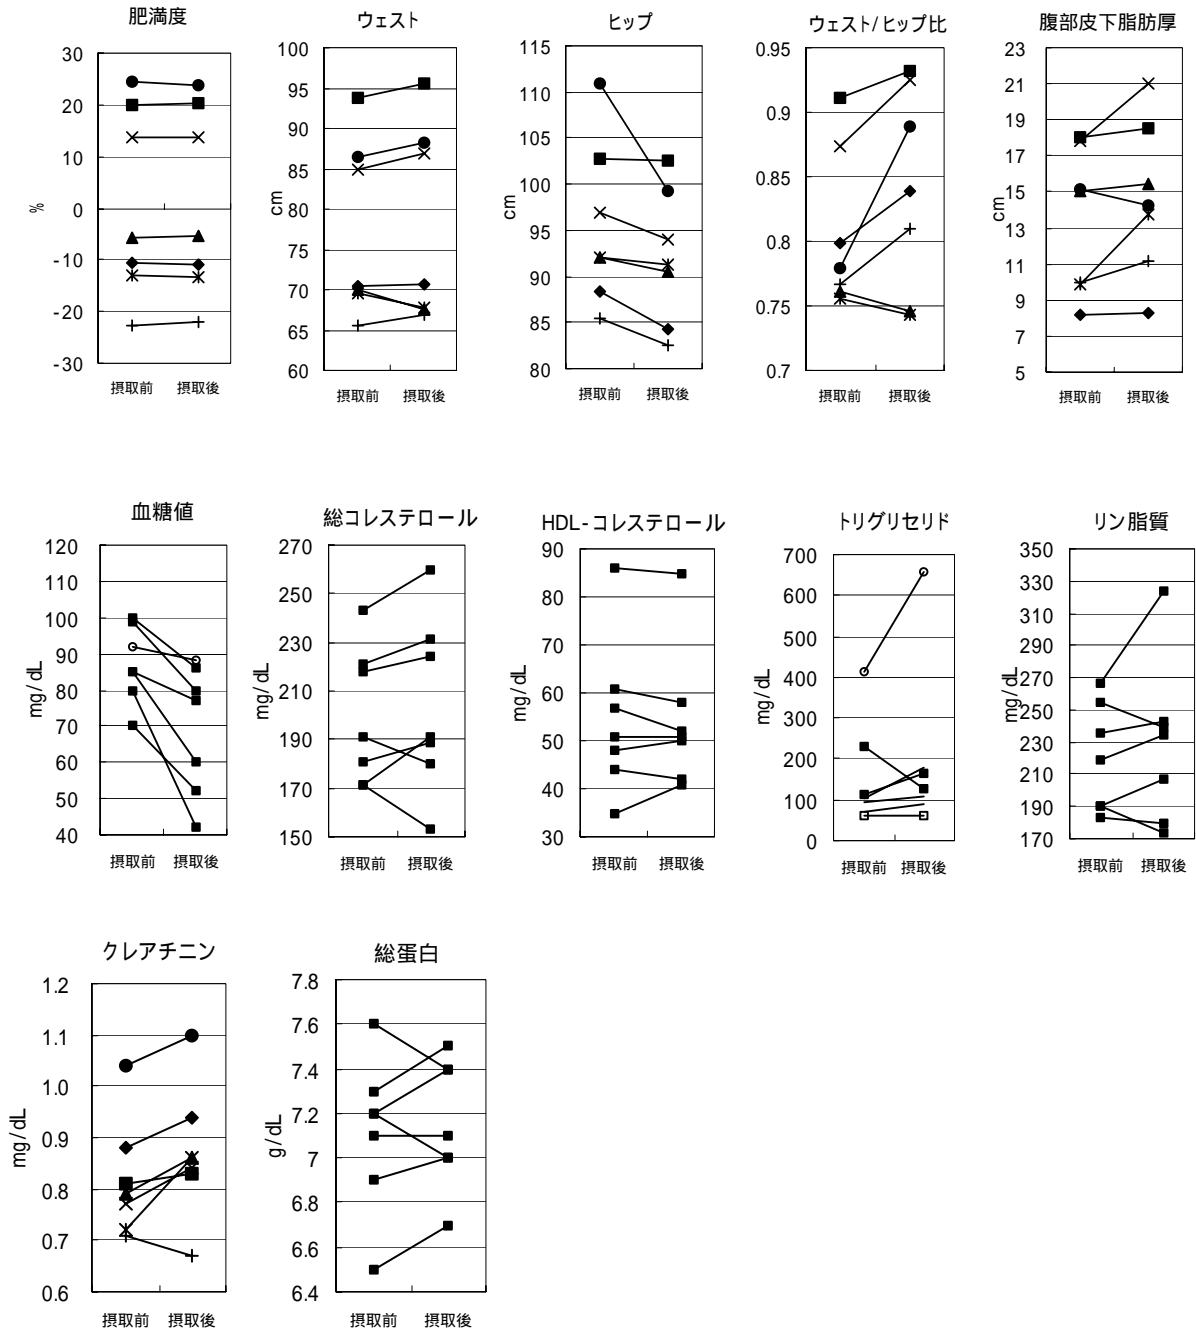 肥満度
30
20
10
0
-10
-20
-30
%
摂取前 摂取後
ウェスト
100
95
90
85
80
75
70
65
60
cm
摂取前 摂取後
ヒップ
115
110
105
100
95
90
85
80
cm
摂取前 摂取後
ウェスト/ヒップ比
0.95
0.9
0.85
0.8
0.75
0.7
摂取前 摂取後
腹部皮下脂肪厚
23
21
19
17
15
13
11
9
7
5
cm
摂取前 摂取後
血糖値
120
110
100
90
80
70
60
50
40
mg/dL
摂取前 摂取後
総コレステロール
270
250
230
210
190
170
150
mg/dL
摂取前 摂取後
HDL-コレステロール
90
80
70
60
50
40
30
mg/dL
摂取前 摂取後
トリグリセリド
700
600
500
400
300
200
100
0
mg/dL
摂取前 摂取後
リン脂質
350
330
310
290
270
250
230
210
190
170
mg/dL
摂取前 摂取後
クレアチニン
1.2
1.1
1.0
0.9
0.8
0.7
0.6
mg/dL
摂取前 摂取後
総蛋白
7.8
7.6
7.4
7.2
7
6.8
6.6
6.4
g/dL
摂取前 摂取後